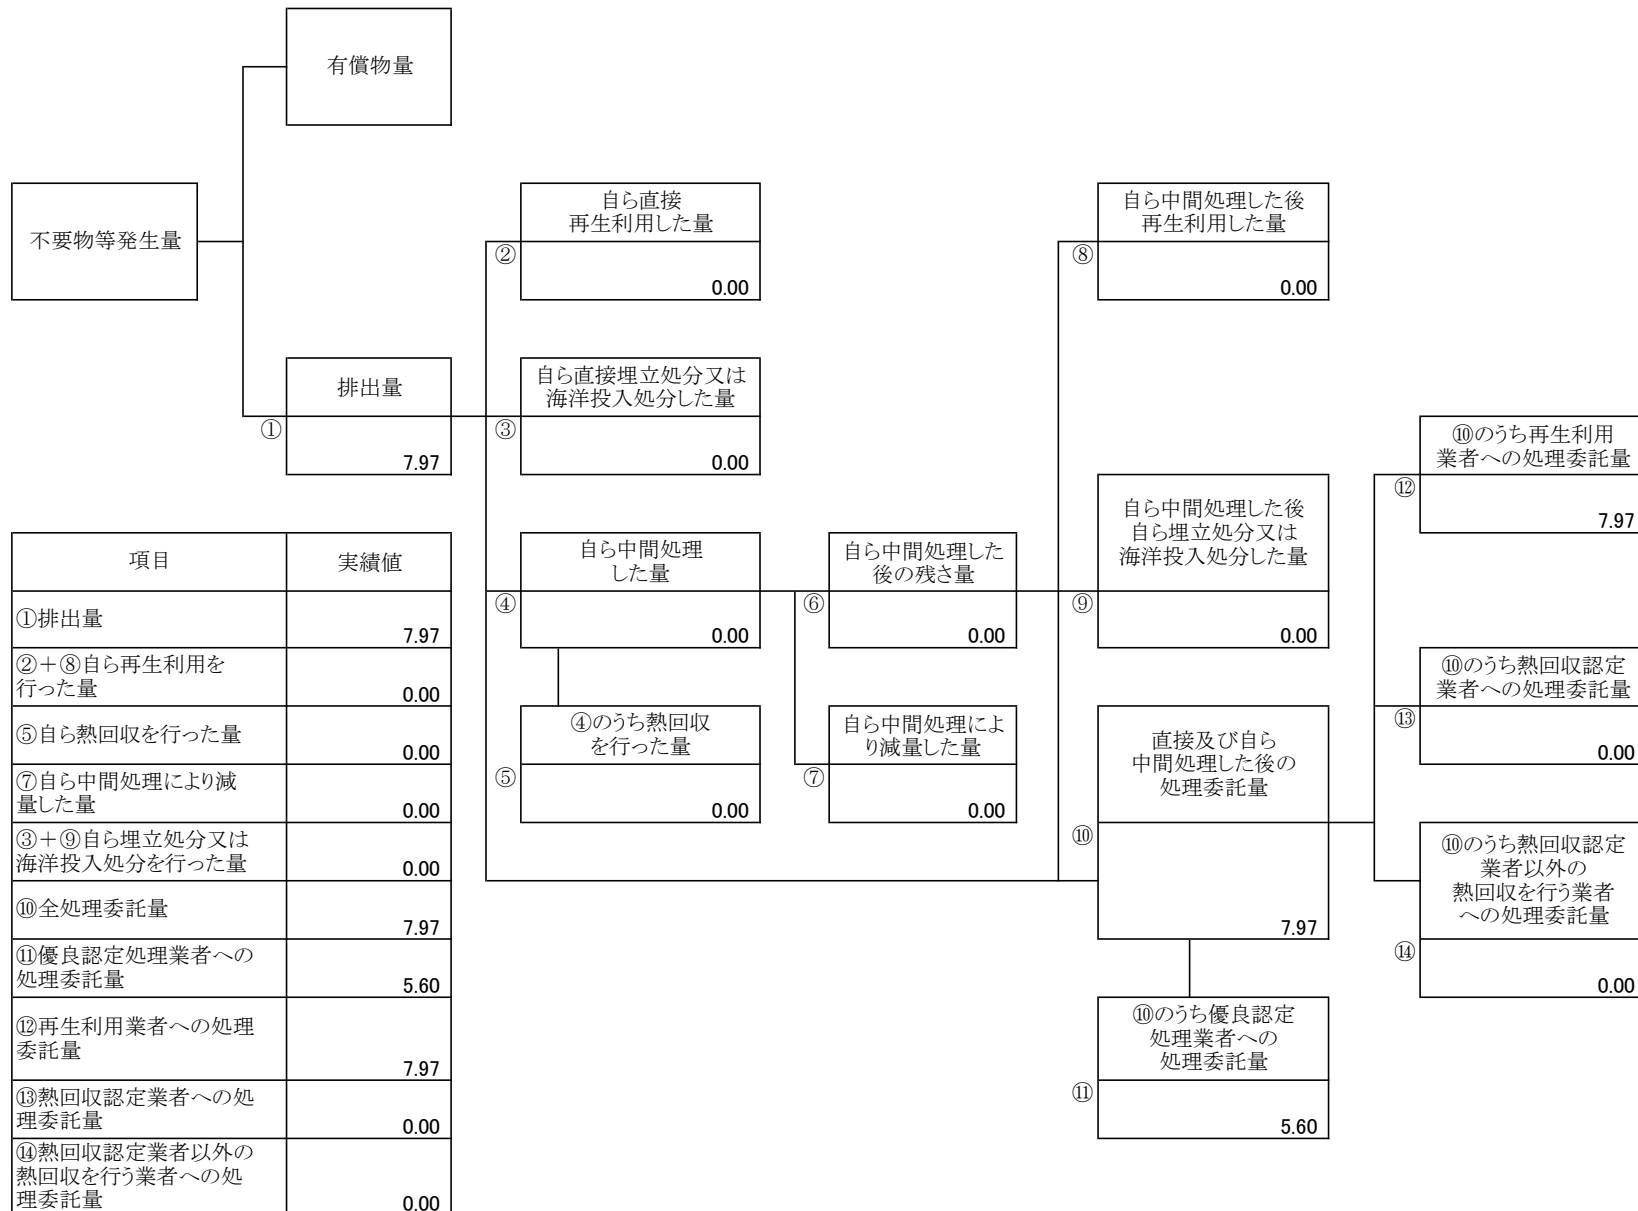 有償物量
不要物等発生量
自ら直接
再生利用した量
②
0.00
自ら中間処理した後
再生利用した量
⑧
0.00
排出量
①
7.97
自ら直接埋立処分又は
海洋投入処分した量
③
0.00
⑩のうち再生利用
業者への処理委託量
⑫
7.97
自ら中間処理した後
自ら埋立処分又は
海洋投入処分した量
⑨
0.00
自ら中間処理
した量
④
0.00
自ら中間処理した
後の残さ量
⑥
0.00
⑩のうち熱回収認定
業者への処理委託量
⑬
0.00
④のうち熱回収
を行った量
⑤
0.00
自ら中間処理によ
り減量した量
⑦
0.00
直接及び自ら
中間処理した後の
処理委託量
⑩
7.97
⑩のうち熱回収認定
業者以外の
熱回収を行う業者
への処理委託量
⑭
0.00
⑩のうち優良認定
処理業者への
処理委託量
⑪
5.60
項目 実績値
①排出量
7.97
②+⑧自ら再生利用を
行った量
0.00
⑤自ら熱回収を行った量
0.00
⑦自ら中間処理により減
量した量
0.00
③+⑨自ら埋立処分又は
海洋投入処分を行った量
0.00
⑩全処理委託量
7.97
⑪優良認定処理業者への
処理委託量
5.60
⑫再生利用業者への処理
委託量
7.97
⑬熱回収認定業者への処
理委託量
0.00
⑭熱回収認定業者以外の
熱回収を行う業者への処
理委託量
0.00